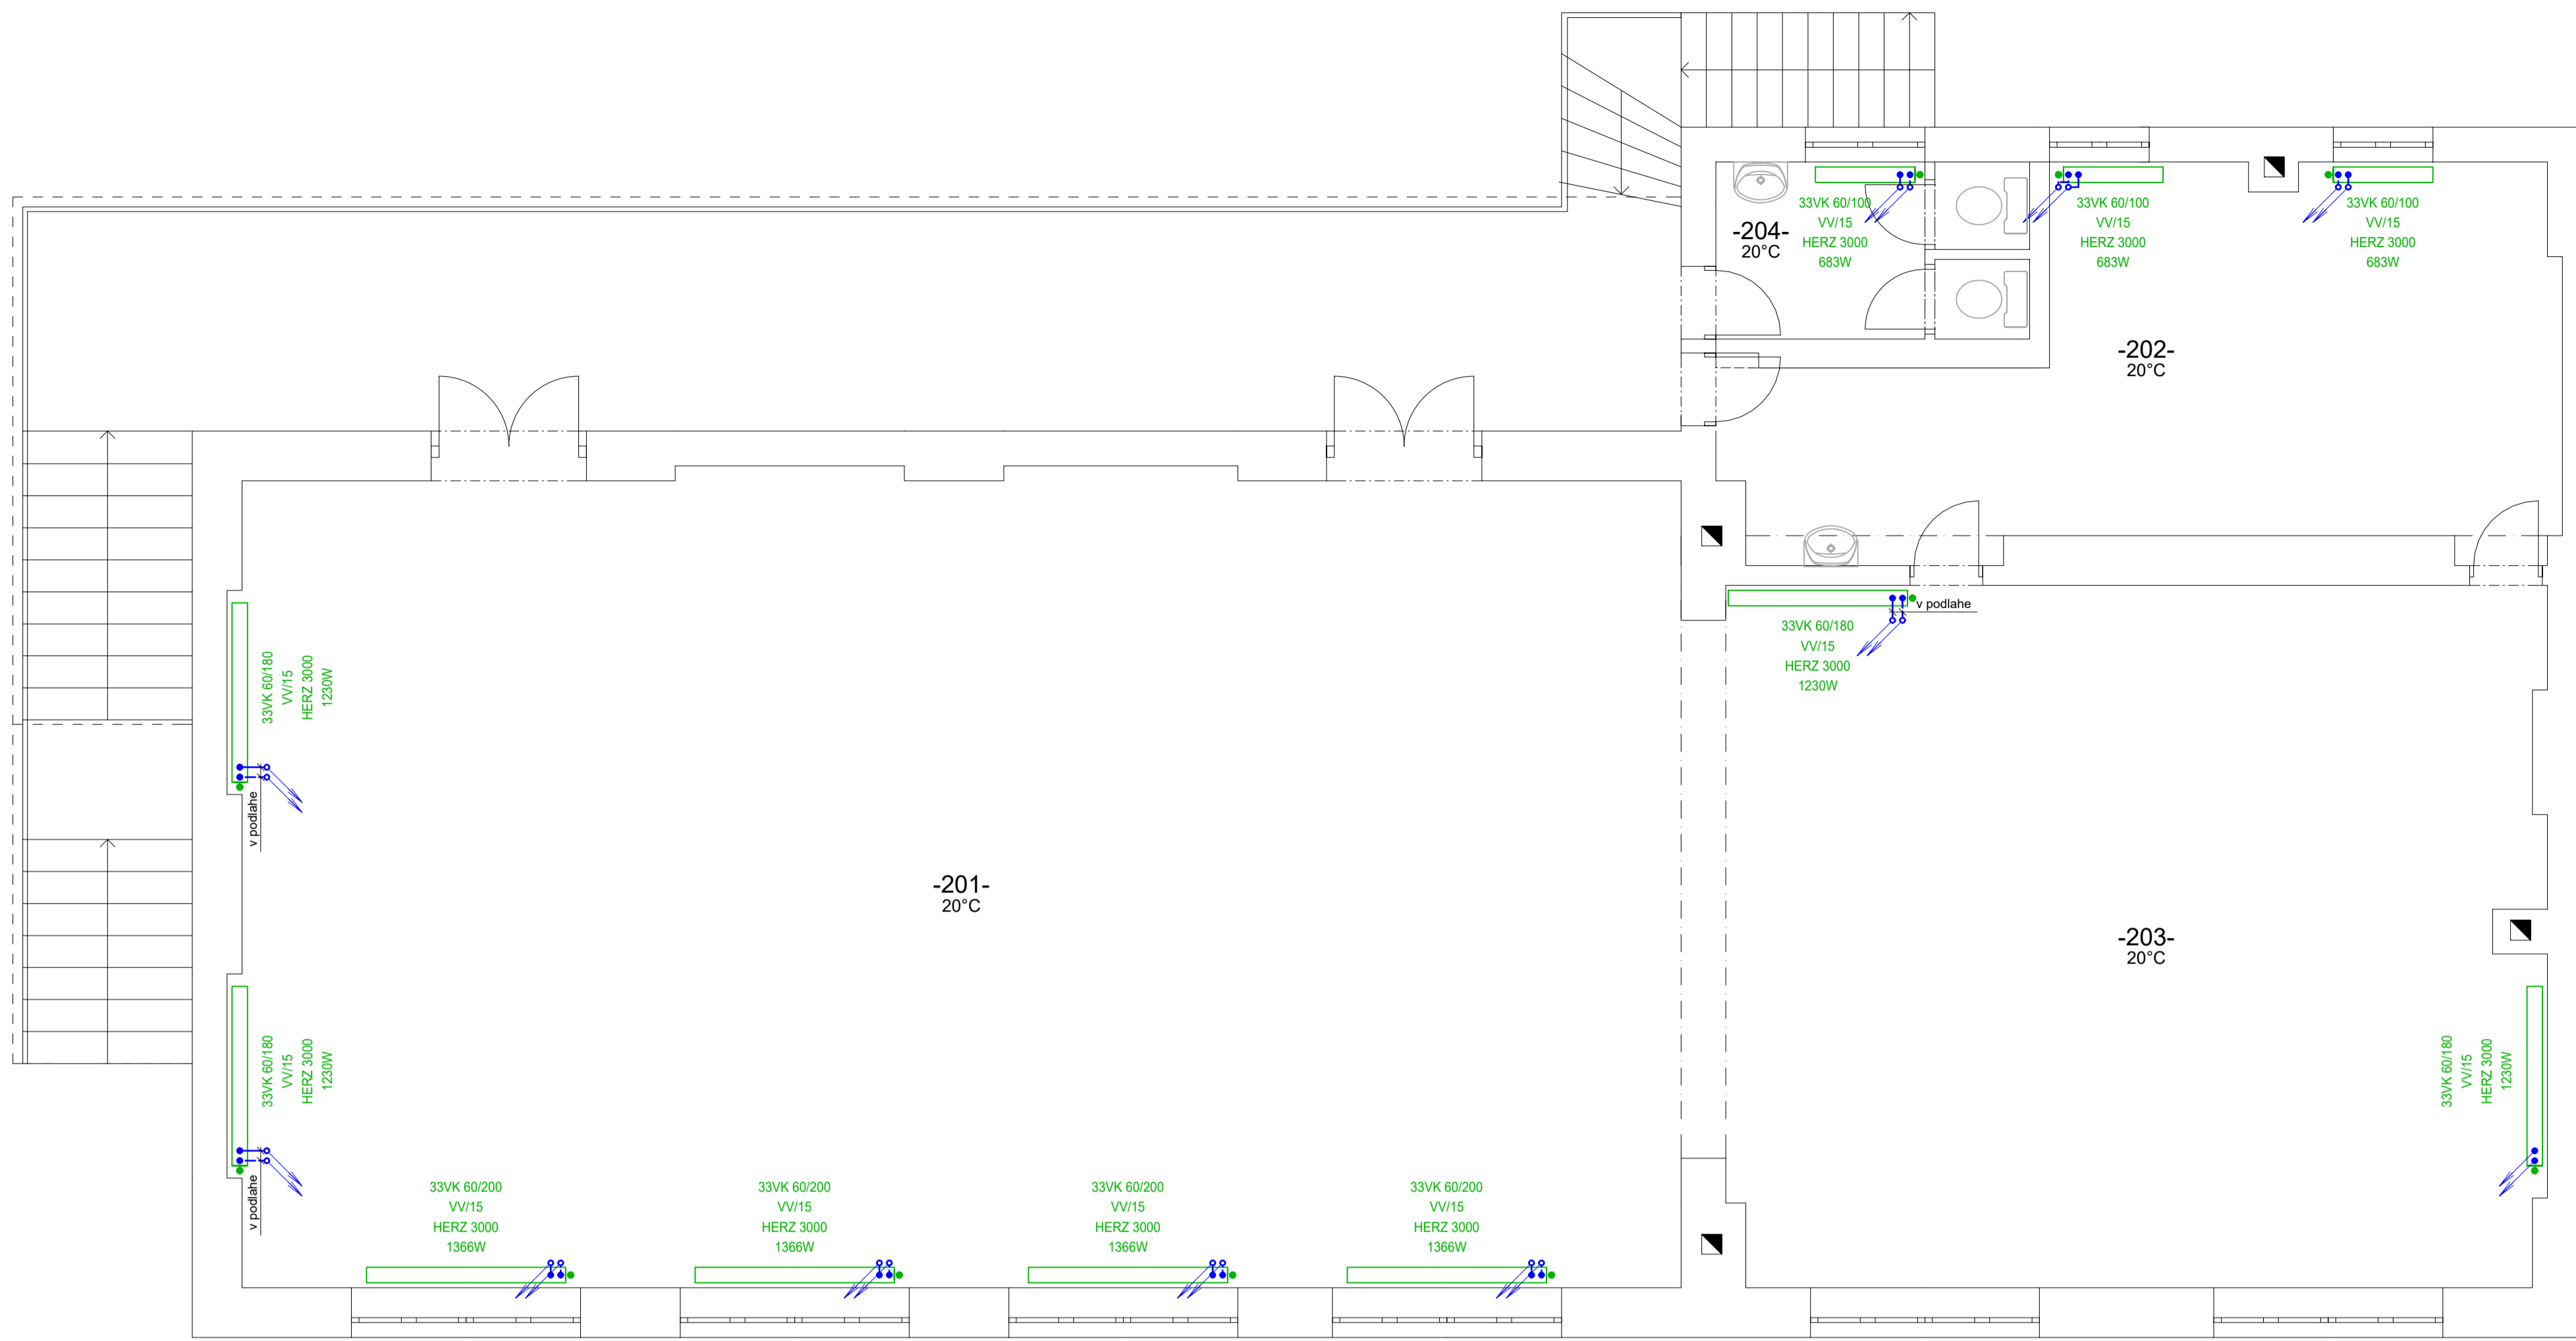 33VK 60/100
VV/15
HERZ 3000
683W
33VK 60/100
VV/15
HERZ 3000
683W
33VK 60/100
VV/15
HERZ 3000
683W
-204-
20°C
-202-
20°C
v podlahe
33VK 60/180
VV/15
HERZ 3000
1230W
33VK 60/180
VV/15
HERZ 3000
1230W
v podlahe
-201-
20°C
-203-
20°C
33VK 60/180
VV/15
HERZ 3000
1230W
v podlahe
33VK 60/180
VV/15
HERZ 3000
1230W
33VK 60/200
VV/15
HERZ 3000
1366W
33VK 60/200
VV/15
HERZ 3000
1366W
33VK 60/200
VV/15
HERZ 3000
1366W
33VK 60/200
VV/15
HERZ 3000
1366W